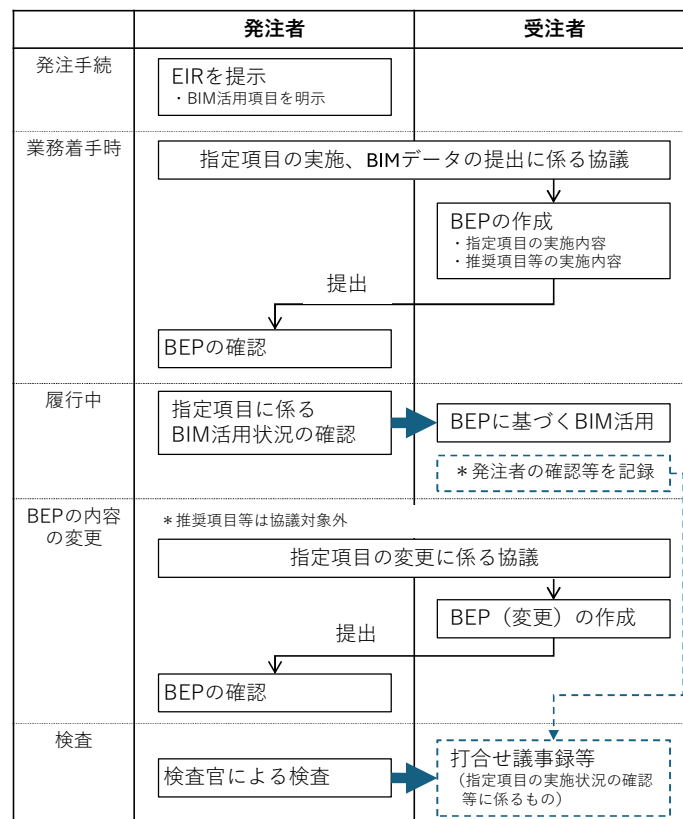 発注者
受注者
発注手続
EIRを提示
・BIM活用項目を明示
業務着手時
指定項目の実施、BIMデータの提出に係る協議
BEPの作成
・指定項目の実施内容
・推奨項目等の実施内容
提出
BEPの確認
履行中
指定項目に係る
BIM活用状況の確認
BEPに基づくBIM活用
＊発注者の確認等を記録
BEPの内容
の変更
＊推奨項目等は協議対象外
指定項目の変更に係る協議
BEP（変更）の作成
提出
BEPの確認
検査
検査官による検査
打合せ議事録等
（指定項目の実施状況の確認
等に係るもの）